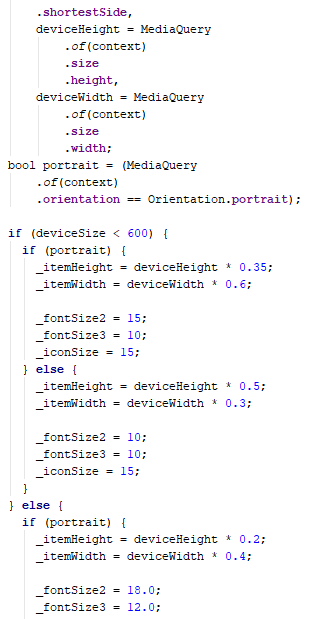 .shortestSide,
deviceHeight = MediaQuery
.of(context)
.size
.height,
deviceWidth = MediaQuery
.of(context)
.size
.width;
bool portrait = (MediaQuery
.of(context)
.orientation == Orientation.portrait);
if (deviceSize < 600) {
if (portrait) {
_itemHeight = deviceHeight * 0.35;
_itemWidth = deviceWidth * 0.6;
_fontSize2 = 15;
_fontSize3 = 10;
_iconSize = 15;
} else {
_itemHeight = deviceHeight * 0.5;
_itemWidth = deviceWidth * 0.3;
_fontSize2 = 10;
_fontSize3 = 10;
_iconSize = 15;
}
} else {
if (portrait) {
_itemHeight = deviceHeight * 0.2;
_itemWidth = deviceWidth * 0.4;
_fontSize2 = 18.0;
_fontSize3 = 12.0;